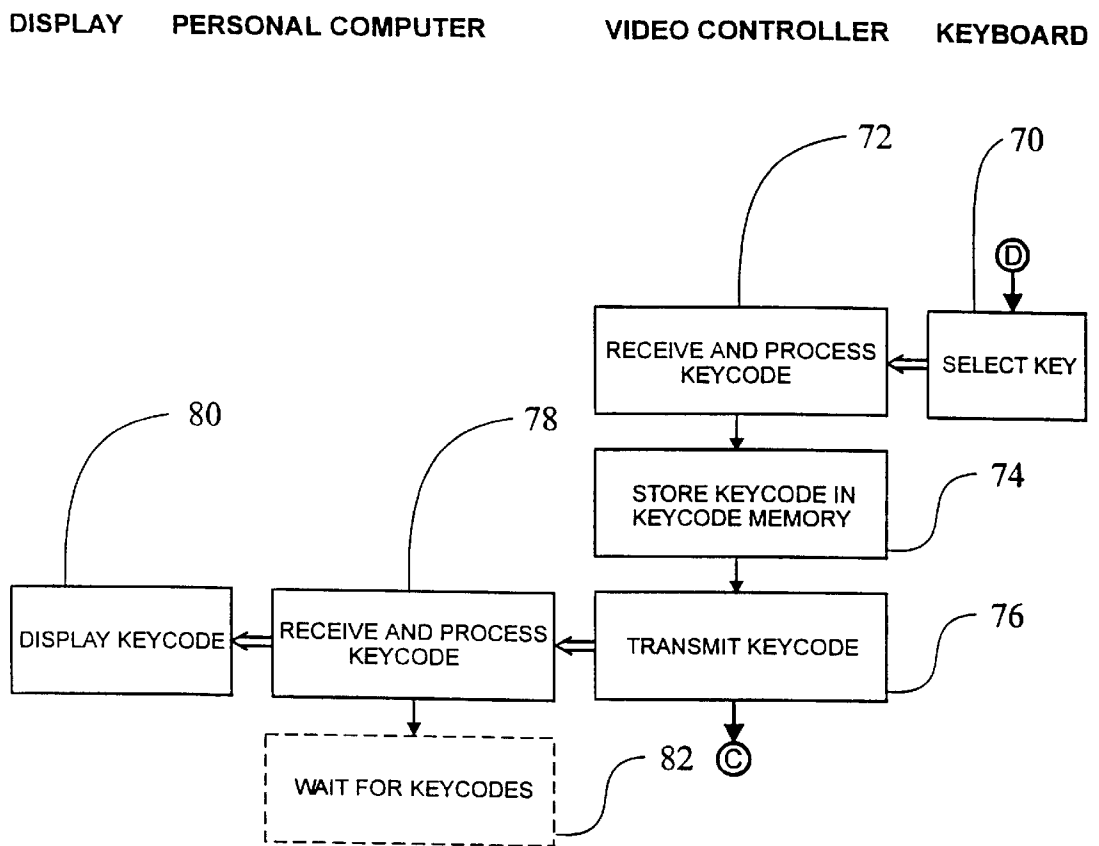 DISPLAY PERSONAL COMPUTER VIDEO CONTROLLER KEYBOARD
72
70
D
RECEIVE AND PROCESS
KEYCODE
SELECT KEY
80
78
74
STORE KEYCODE IN
KEYCODE MEMORY
76
DISPLAY KEYCODE
RECEIVE AND PROCESS
KEYCODE
TRANSMIT KEYCODE
82
C
WAIT FOR KEYCODES